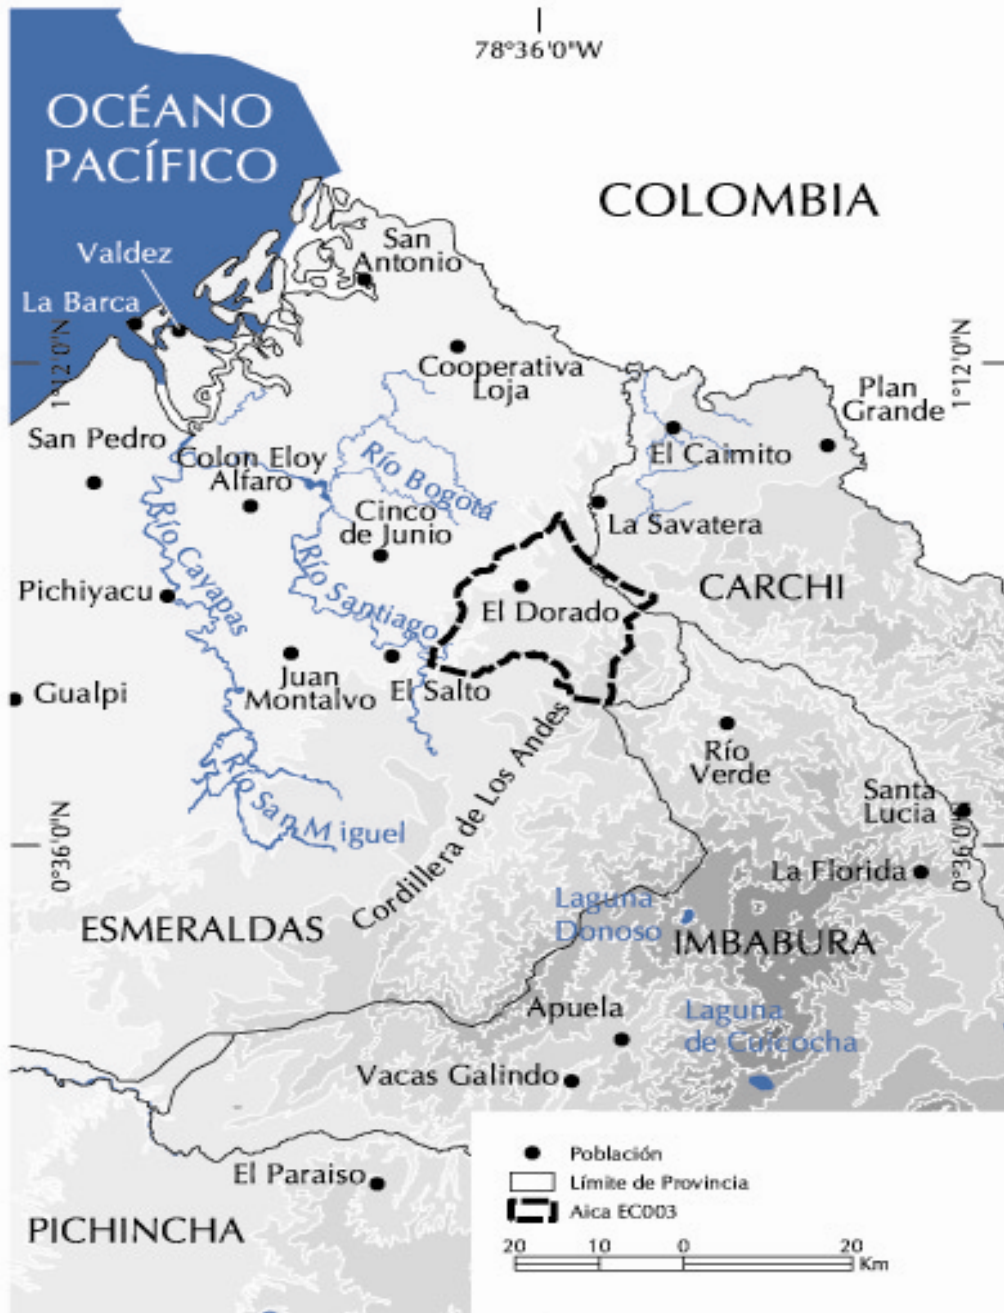 78°36'0"W
OCÉANO
PACÍFICO
COLOMBIA
Valdez
San
Antonio
La Barca
1°12'0"N
1°12'0"N
Cooperativa
Loja
Plan
Grande
San Pedro
Colon Eloy
Alfaro
Río Bogotá
El Caimito
Cinco
de Junio
La Savatera
Río Cayapas
Río Santiago
Pichiyacu
El Dorado
CARCHI
Gualpi
Juan
Montalvo
El Salto
Río
Verde
Cordillera de Los Andes
Río San Miguel
Santa
Lucia
0°36'0"N
0°36'0"N
La Florida
Laguna
Donoso
ESMERALDAS
IMBABURA
Apuela
Laguna
de Cuicocha
Vacas Galindo
El Paraiso
PICHINCHA
Población
Límite de Provincia
Aica EC003
20 10 0 20
Km